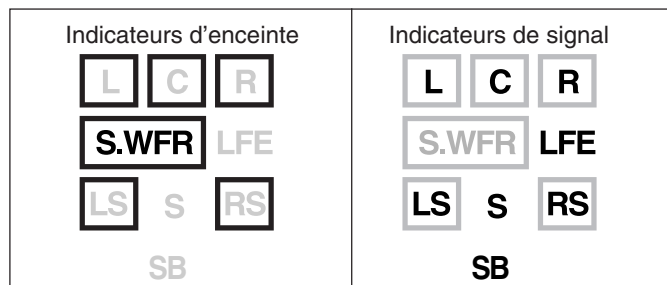 Indicateurs d'enceinte
L C R
S.WFR LFE
LS S RS
SB
Indicateurs de signal
L C R
S.WFR LFE
LS S RS
SB